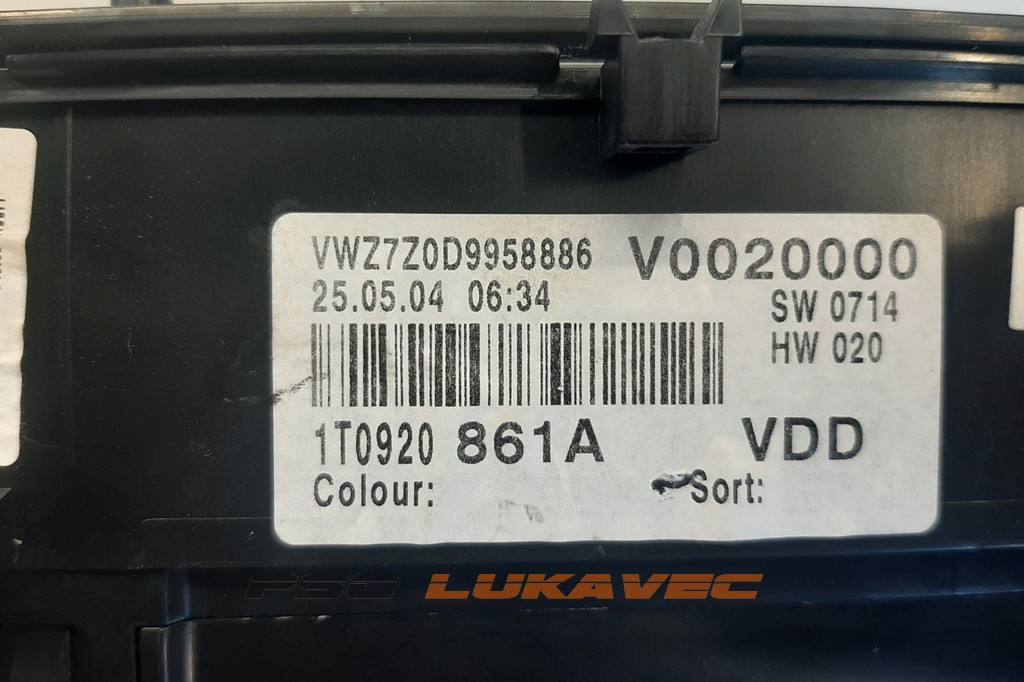 VWZ7Z0D9958886 V0020000
25.05.04 06:34 SW 0714
HW 020
1T0920 861A VDD
Colour: Sort:
PSC LUKAVEC